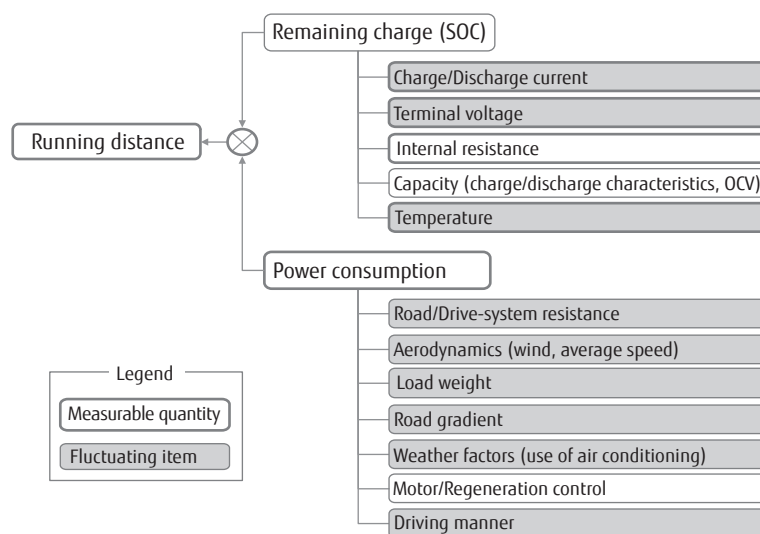 Remaining charge (SOC)
Charge/Discharge current
Terminal voltage
Running distance
Internal resistance
Capacity (charge/discharge characteristics, OCV)
Temperature
Power consumption
Road/Drive-system resistance
Aerodynamics (wind, average speed)
Load weight
Road gradient
Weather factors (use of air conditioning)
Motor/Regeneration control
Driving manner
Legend
Measurable quantity
Fluctuating item